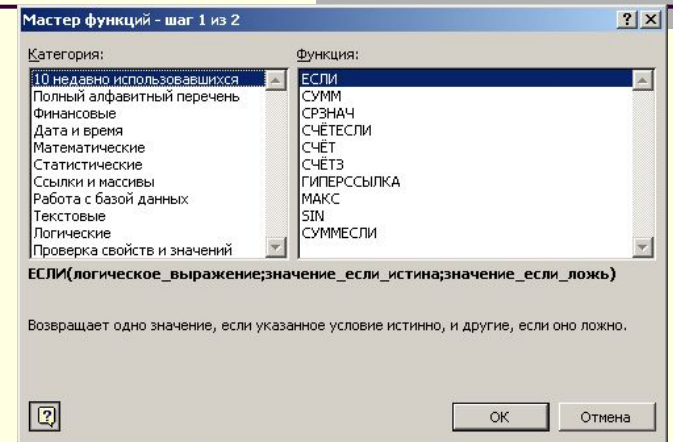 Мастер функций - шаг 1 из 2
Категория:
10 недавно использовавшихся
Полный алфавитный перечень
Финансовые
Дата и время
Математические
Статистические
Ссылки и массивы
Работа с базой данных
Текстовые
Логические
Проверка свойств и значений
Функция:
ЕСЛИ
СУММ
СРЗНАЧ
СЧЁТЕСЛИ
СЧЁТ
СЧЁТЗ
ГИПЕРССЫЛКА
МАКС
SIN
СУММЕСЛИ
ЕСЛИ(логическое_выражение;значение_если_истина;значение_если_ложь)
Возвращает одно значение, если указанное условие истинно, и другие, если оно ложно.
ОК
Отмена